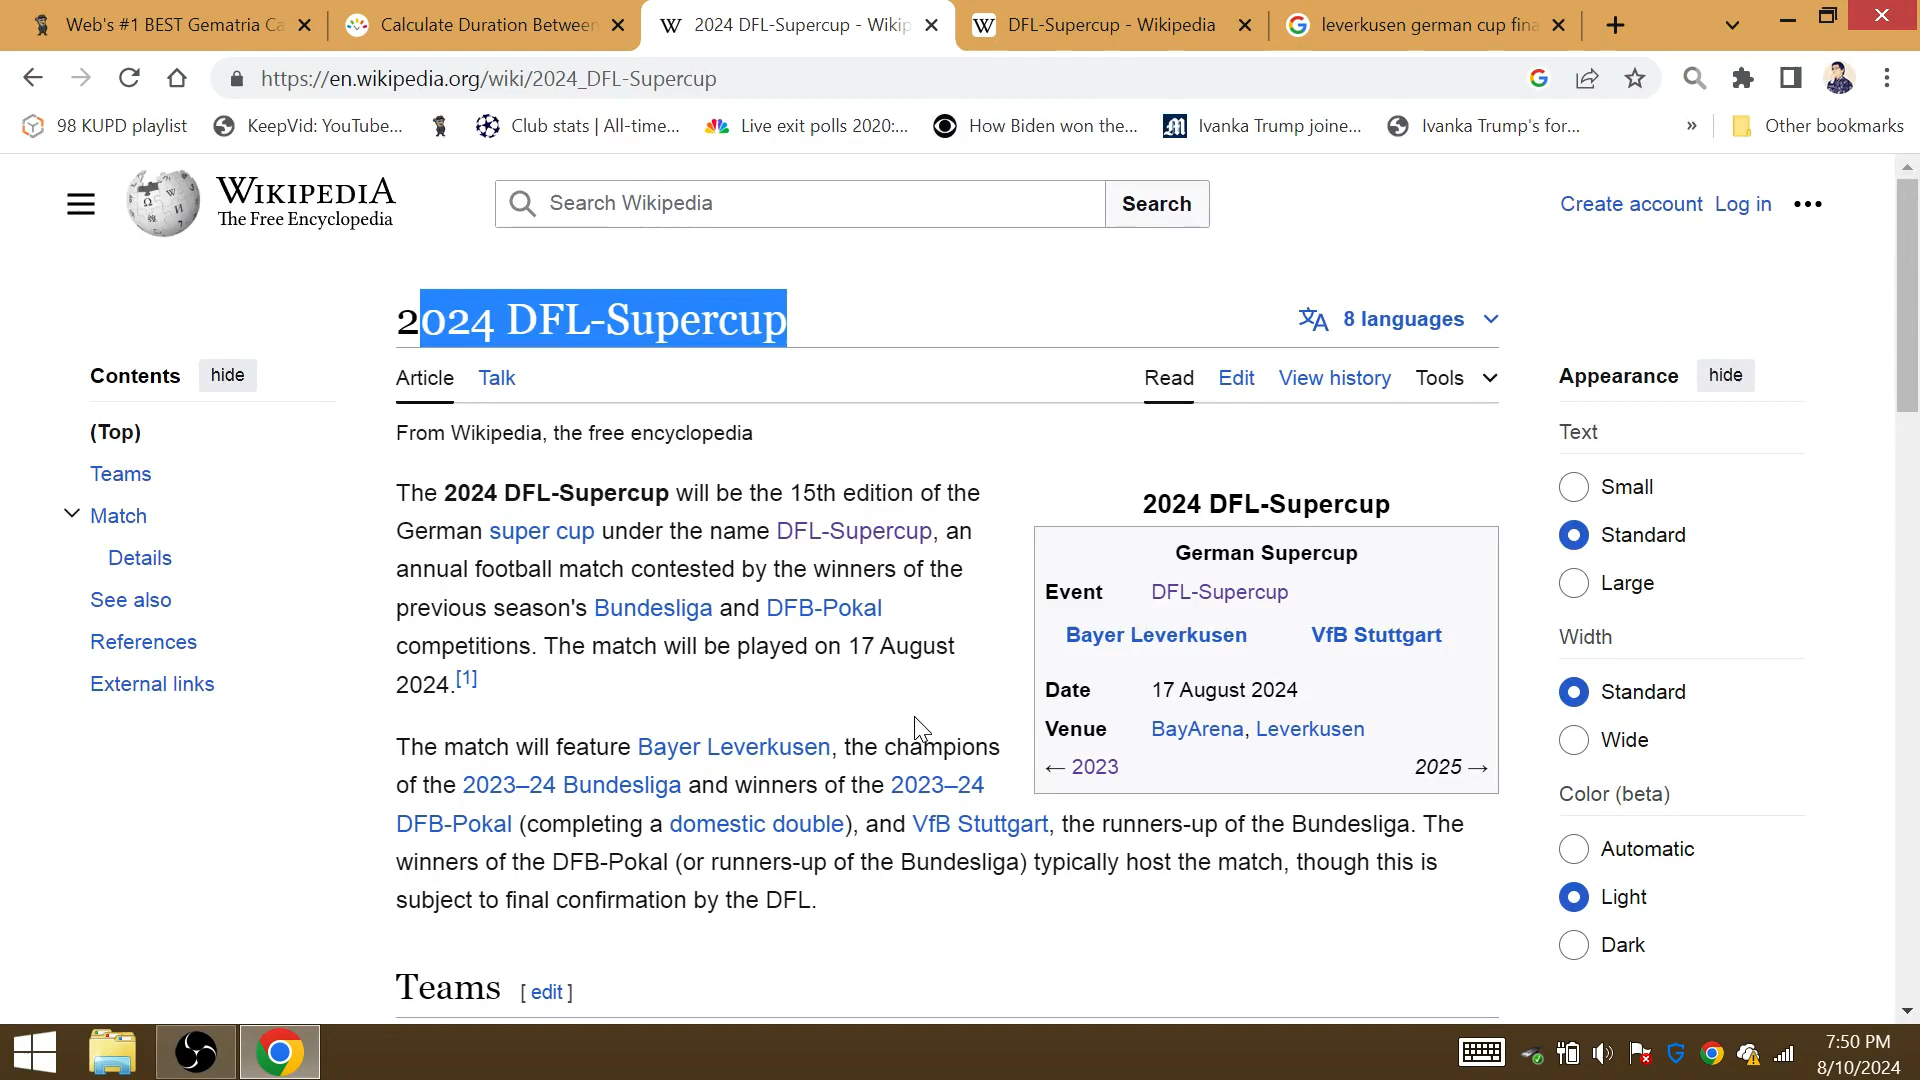 Web's #1 BEST Gematria Ca
Calculate Duration Between
2024 DFL-Supercup - Wikip
DFL-Supercup - Wikipedia
leverkusen german cup fina
https://en.wikipedia.org/wiki/2024_DFL-Supercup
98 KUPD playlist
KeepVid: YouTube...
Club stats | All-time...
Live exit polls 2020:...
How Biden won the...
Ivanka Trump joine...
Ivanka Trump's for...
»
Other bookmarks
WIKIPEDIA
The Free Encyclopedia
Search Wikipedia
Search
Create account Log in
2024 DFL-Supercup
8 languages
Contents hide
Article Talk
Read Edit View history Tools
Appearance hide
From Wikipedia, the free encyclopedia
(Top)
Teams
Match
Details
See also
References
External links
The 2024 DFL-Supercup will be the 15th edition of the
German super cup under the name DFL-Supercup, an
annual football match contested by the winners of the
previous season's Bundesliga and DFB-Pokal
competitions. The match will be played on 17 August
2024.[1]
The match will feature Bayer Leverkusen, the champions
of the 2023–24 Bundesliga and winners of the 2023–24
DFB-Pokal (completing a domestic double), and VfB Stuttgart, the runners-up of the Bundesliga. The
winners of the DFB-Pokal (or runners-up of the Bundesliga) typically host the match, though this is
subject to final confirmation by the DFL.
2024 DFL-Supercup
German Supercup
Event DFL-Supercup
Bayer Leverkusen VfB Stuttgart
Date 17 August 2024
Venue BayArena, Leverkusen
← 2023 2025 →
Teams [ edit ]
Text
Small
Standard
Large
Width
Standard
Wide
Color (beta)
Automatic
Light
Dark
7:50 PM
8/10/2024